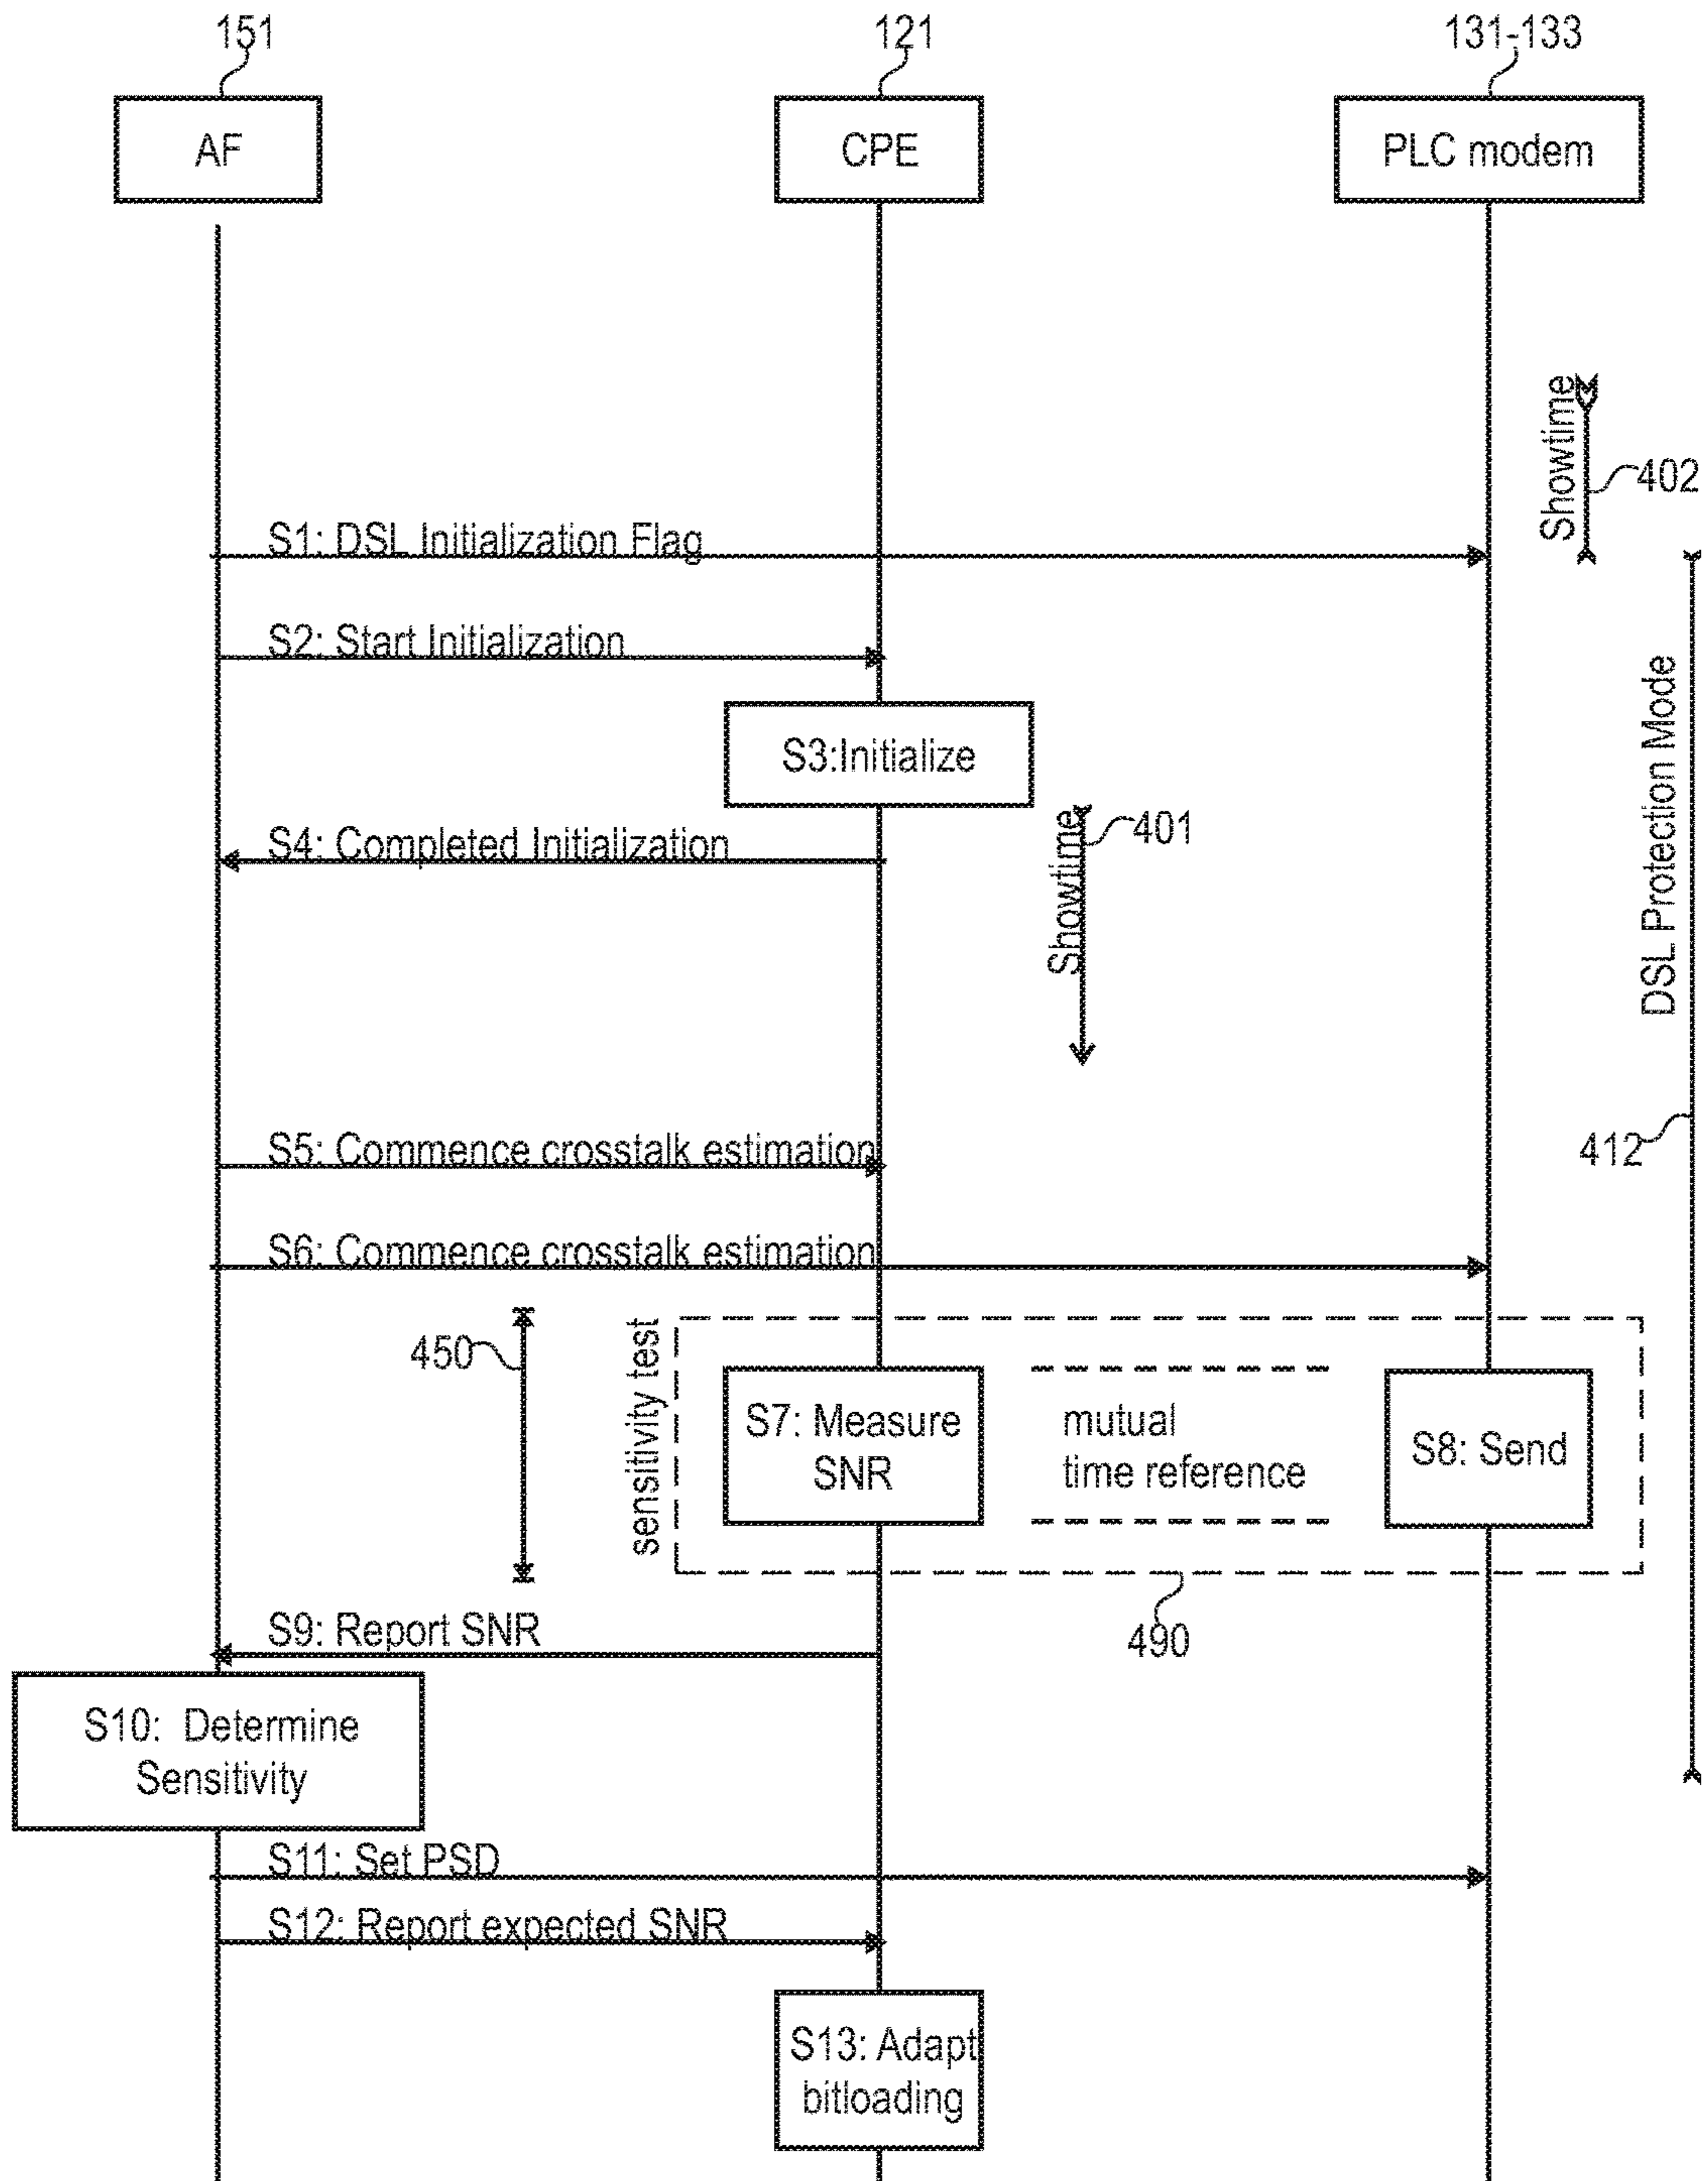 151
121
131-133
AF
CPE
PLC modem
Showtime
402
S1: DSL Initialization Flag
S2: Start Initialization
DSL Protection Mode
S3:Initialize
401
S4: Completed Initialization
Showtime
S5: Commence crosstalk estimation
412
S6: Commence crosstalk estimation
450
sensitivity test
S7: Measure
SNR
mutual
time reference
S8: Send
S9: Report SNR
490
S10: Determine
Sensitivity
S11: Set PSD
S12: Report expected SNR
S13: Adapt
bitloading